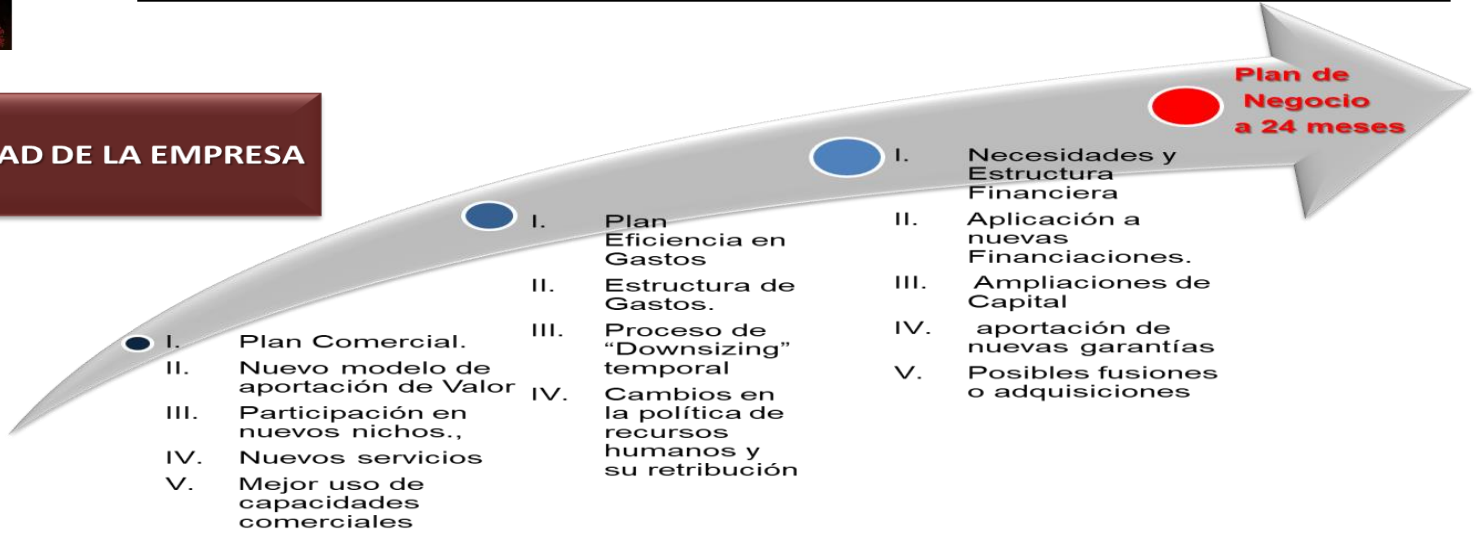 AD DE LA EMPRESA
Plan de
Negocio
a 24 meses
I. Plan Comercial.
II. Nuevo modelo de
aportación de Valor
III. Participación en
nuevos nichos.,
IV. Nuevos servicios
V. Mejor uso de
capacidades
comerciales
I. Plan
Eficiencia en
Gastos
II. Estructura de
Gastos.
III. Proceso de
“Downsizing”
temporal
IV. Cambios en
la política de
recursos
humanos y
su retribución
I. Necesidades y
Estructura
Financiera
II. Aplicación a
nuevas
Financiaciones.
III. Ampliaciones de
Capital
IV. aportación de
nuevas garantías
V. Posibles fusiones
o adquisiciones